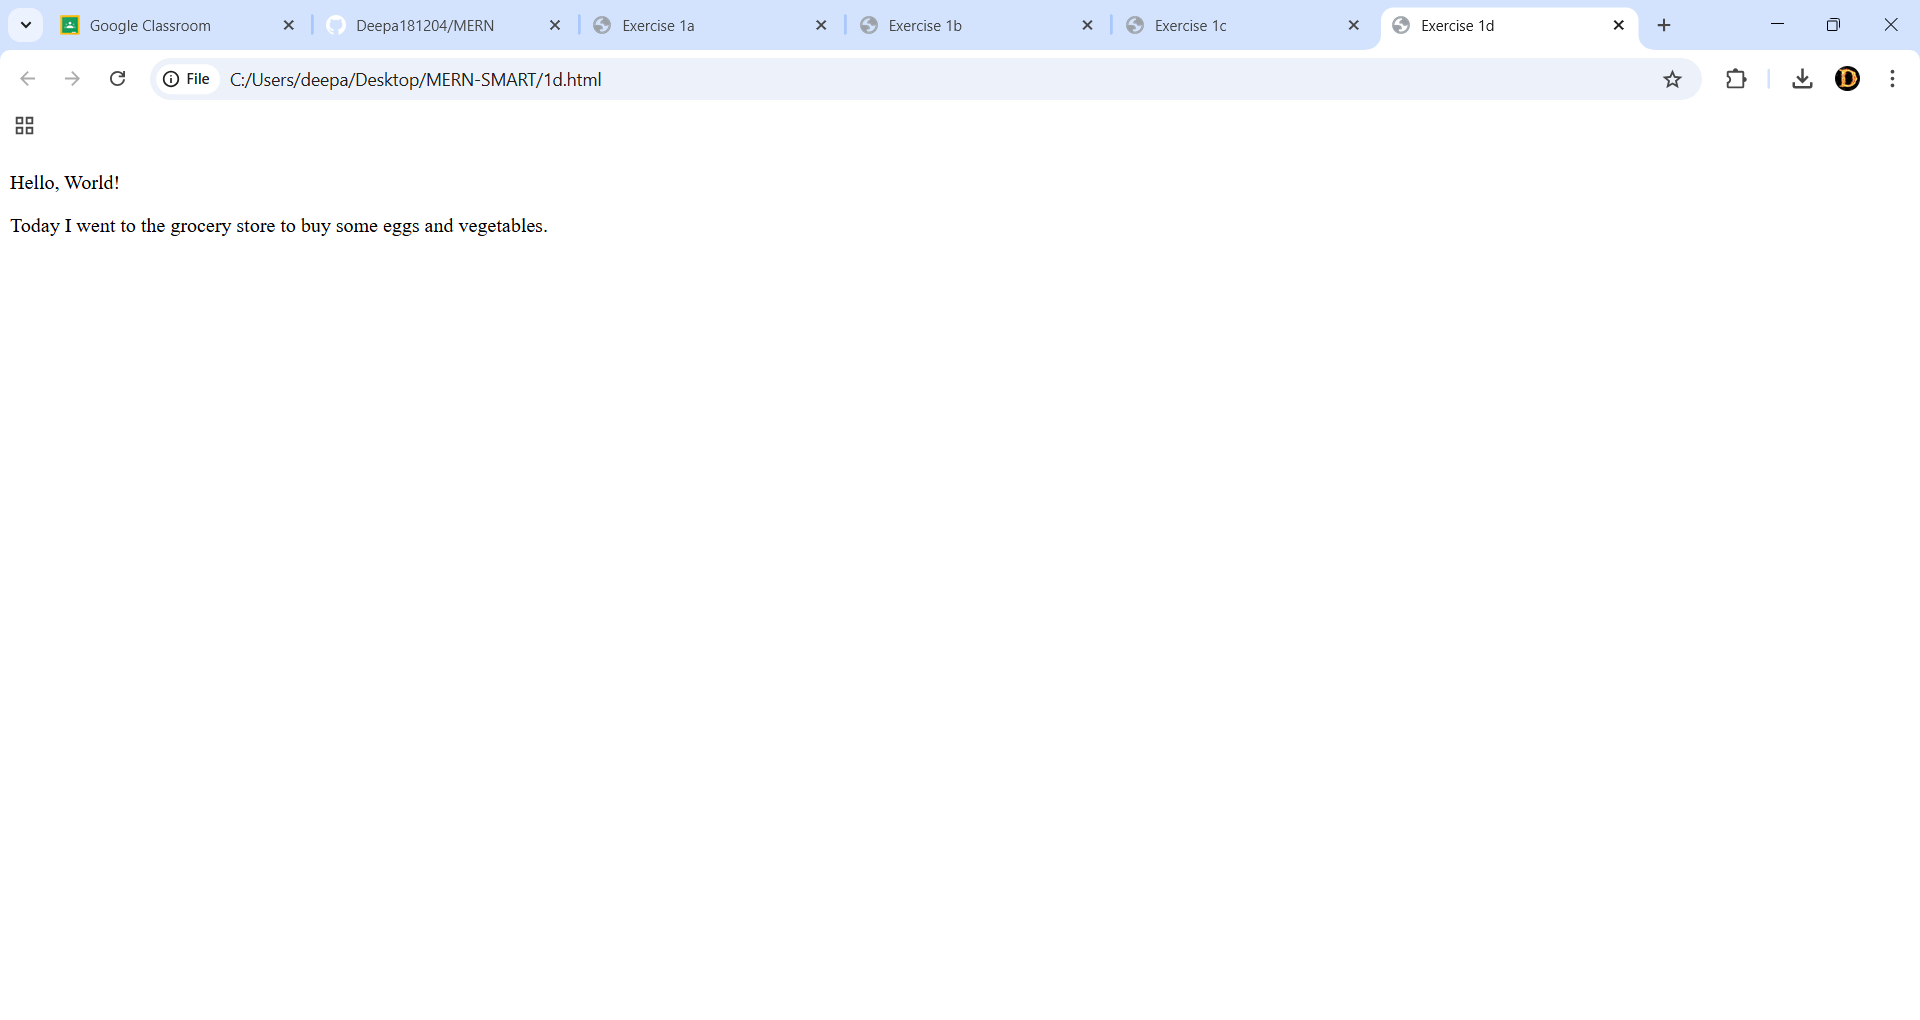 Google Classroom
Deepa181204/MERN
Exercise 1a
Exercise 1b
Exercise 1c
Exercise 1d
File
C:/Users/deepa/Desktop/MERN-SMART/1d.html
D
Hello, World!
Today I went to the grocery store to buy some eggs and vegetables.